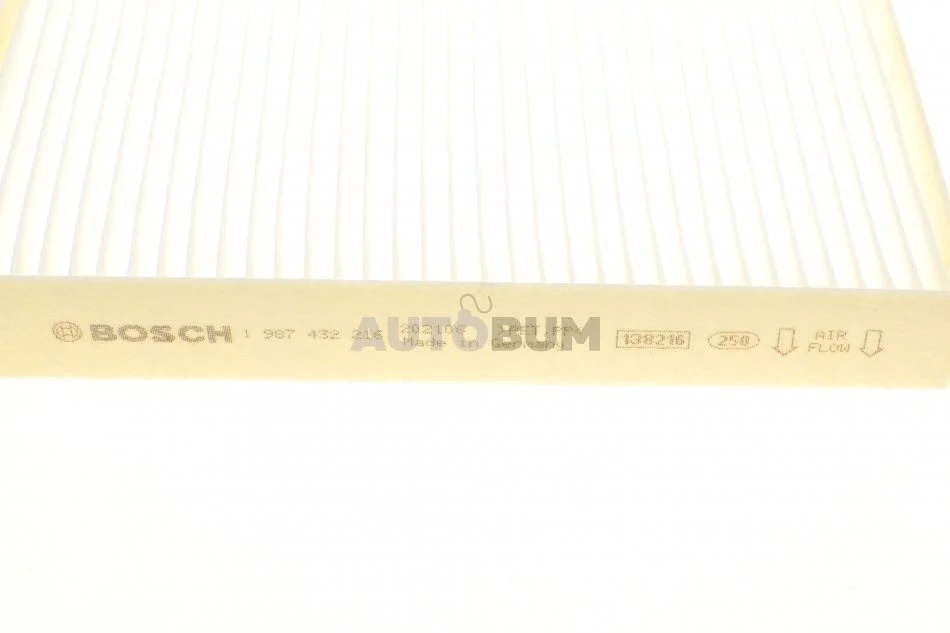 BOSCH 1 987 432 216
Made in Germany
AUTOBUM
138216
250
AIR
FLOW